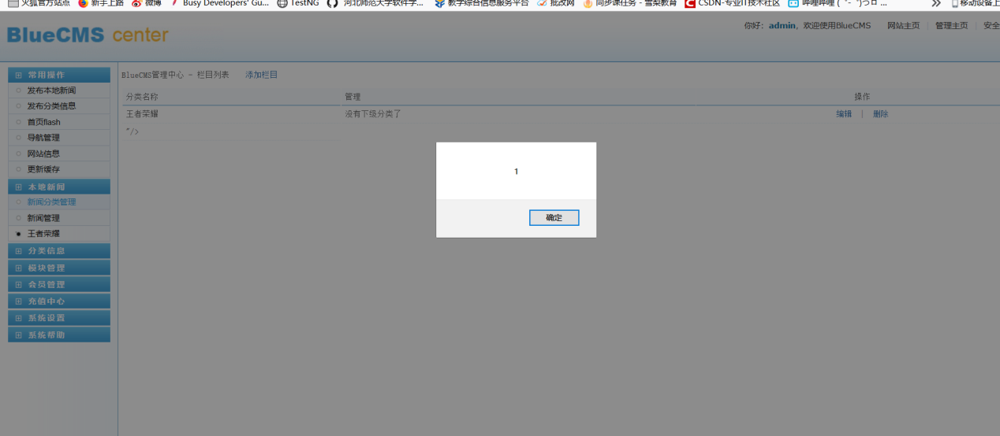 火狐官方站点 新手上路 微博 Busy Developers' Gu... TestNG 河北师范大学软件学... 教学综合信息服务平台 批改网 同步课任务 - 雪梨教育 CSDN-专业IT技术社区 哔哩哔哩 ( ゜- ゜)つロ ... 移动设备上
BlueCMS center
你好：admin，欢迎使用BlueCMS 网站主页 管理主页 安全
常用操作
发布本地新闻
发布分类信息
首页flash
导航管理
网站信息
更新缓存
本地新闻
新闻分类管理
新闻管理
王者荣耀
分类信息
模块管理
会员管理
充值中心
系统设置
系统帮助
BlueCMS管理中心 - 栏目列表 添加栏目
分类名称 管理 操作
王者荣耀 没有下级分类了 编辑 | 删除
"/>
1
确定